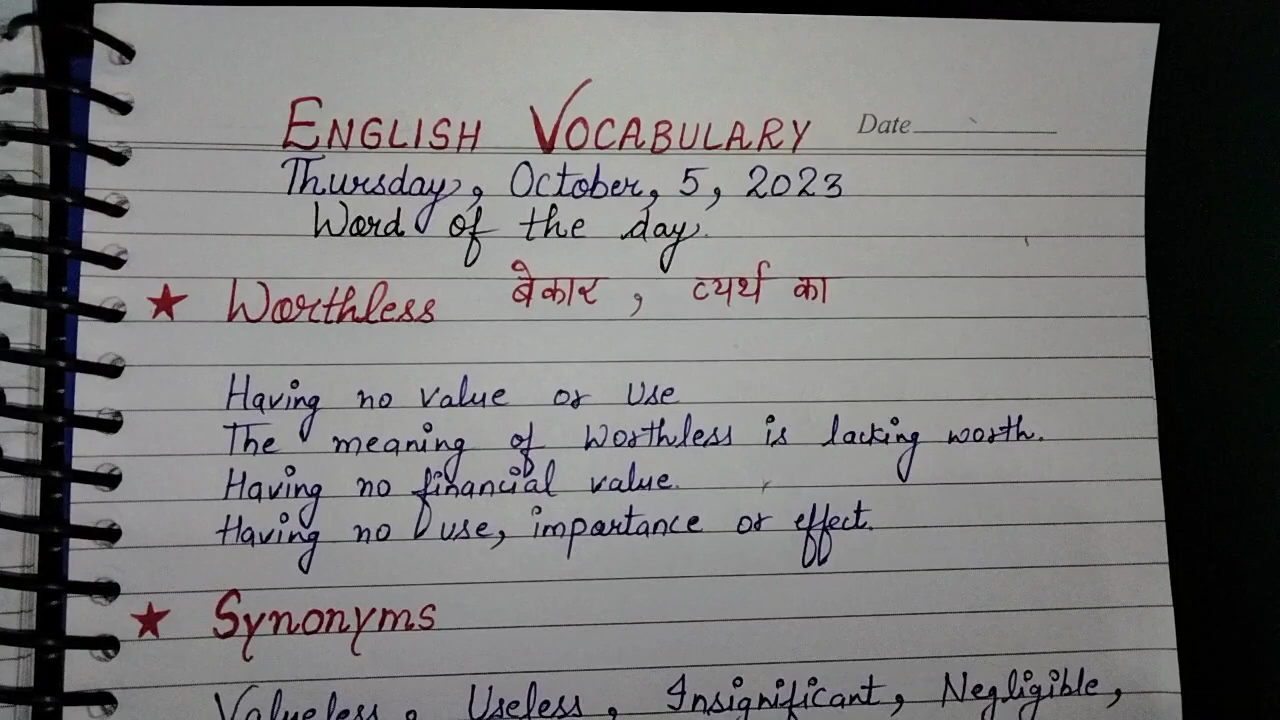 ENGLISH VOCABULARY Date
Thursday, October, 5, 2023
Word of the day.
★ Worthless बेकार , व्यर्थ का
Having no value or use
The meaning of worthless is lacking worth.
Having no financial value.
Having no use, importance or effect.
★ Synonyms
Valueless, Useless, Insignificant, Negligible,